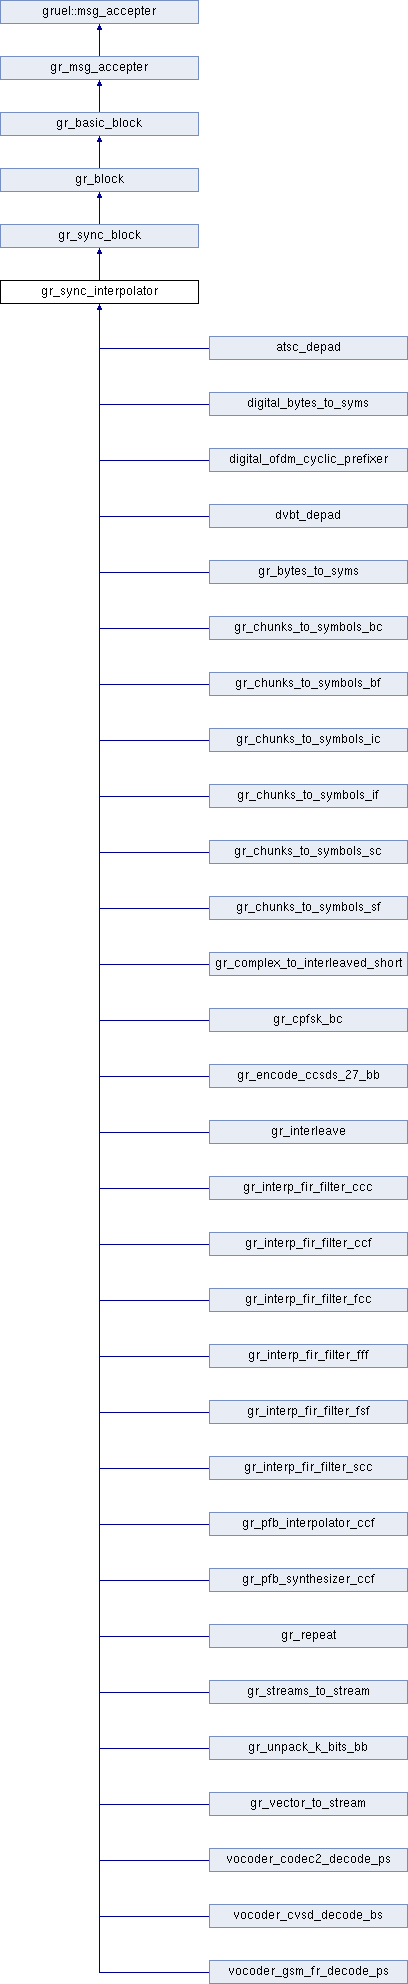 gruel::msg_accepter
gr_msg_accepter
gr_basic_block
gr_block
gr_sync_block
gr_sync_interpolator
atsc_depad
digital_bytes_to_syms
digital_ofdm_cyclic_prefixer
dvbt_depad
gr_bytes_to_syms
gr_chunks_to_symbols_bc
gr_chunks_to_symbols_bf
gr_chunks_to_symbols_ic
gr_chunks_to_symbols_if
gr_chunks_to_symbols_sc
gr_chunks_to_symbols_sf
gr_complex_to_interleaved_short
gr_cpfsk_bc
gr_encode_ccsds_27_bb
gr_interleave
gr_interp_fir_filter_ccc
gr_interp_fir_filter_ccf
gr_interp_fir_filter_fcc
gr_interp_fir_filter_fff
gr_interp_fir_filter_fsf
gr_interp_fir_filter_scc
gr_pfb_interpolator_ccf
gr_pfb_synthesizer_ccf
gr_repeat
gr_streams_to_stream
gr_unpack_k_bits_bb
gr_vector_to_stream
vocoder_codec2_decode_ps
vocoder_cvsd_decode_bs
vocoder_gsm_fr_decode_ps